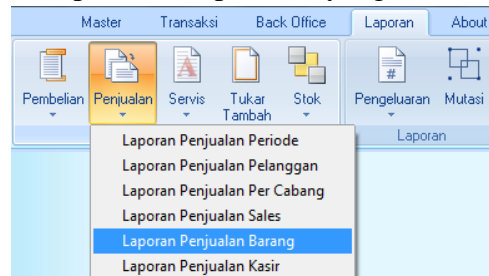 Master Transaksi Back Office Laporan About
Pembelian Penjualan Servis Tukar Tambah Stok Pengeluaran Mutasi
#
Laporan
Laporan Penjualan Periode
Laporan Penjualan Pelanggan
Laporan Penjualan Per Cabang
Laporan Penjualan Sales
Laporan Penjualan Barang
Laporan Penjualan Kasir